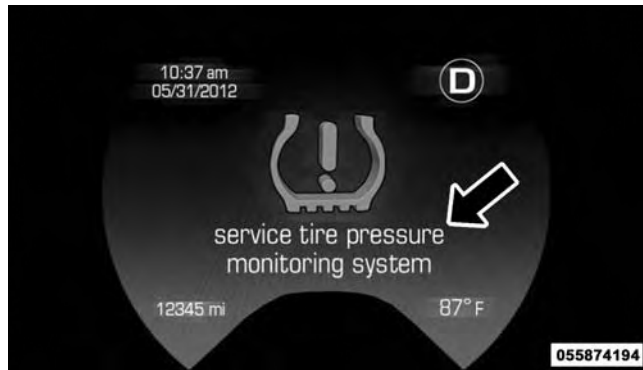 10:37 am
05/31/2012
D
service tire pressure
monitoring system
12345 mi
87° F
055874194